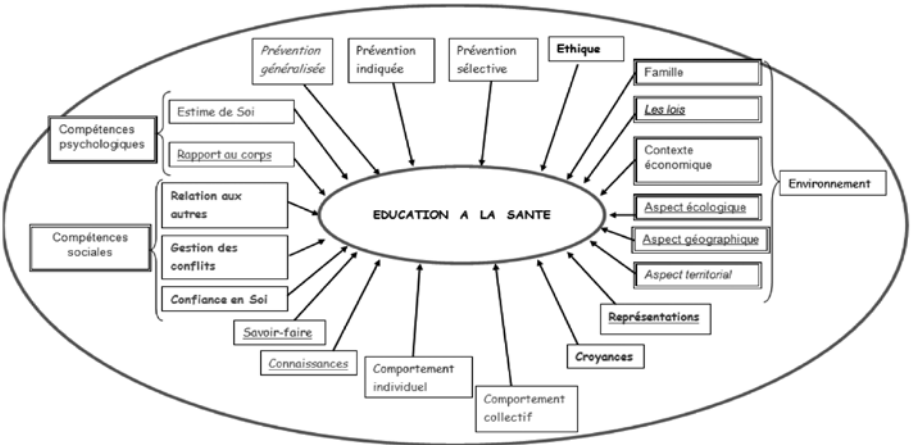 Prévention
généralisée
Prévention
indiquée
Prévention
sélective
Ethique
Famille
Les lois
Contexte
économique
Aspect écologique
Aspect géographique
Aspect territorial
Environnement
Compétences
psychologiques
Estime de Soi
Rapport au corps
Compétences
sociales
Relation aux
autres
Gestion des
conflits
Confiance en Soi
EDUCATION A LA SANTE
Savoir-faire
Connaissances
Comportement
individuel
Comportement
collectif
Croyances
Représentations